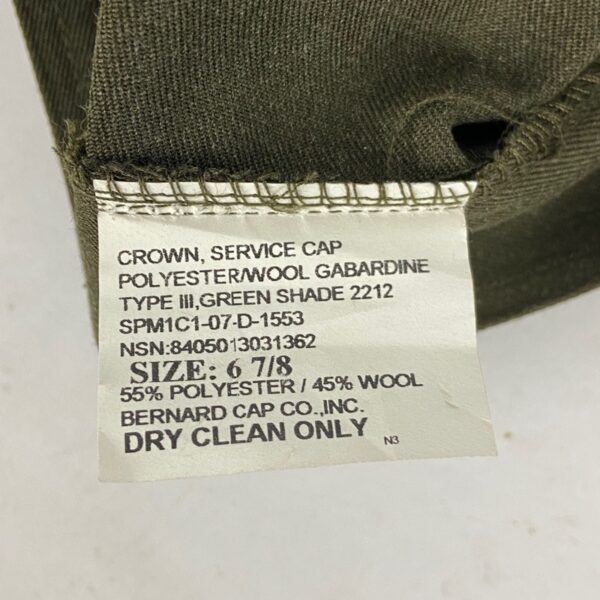 CROWN, SERVICE CAP
POLYESTER/WOOL GABARDINE
TYPE III,GREEN SHADE 2212
SPM1C1-07-D-1553
NSN:8405013031362
SIZE: 6 7/8
55% POLYESTER / 45% WOOL
BERNARD CAP CO.,INC.
DRY CLEAN ONLY N3